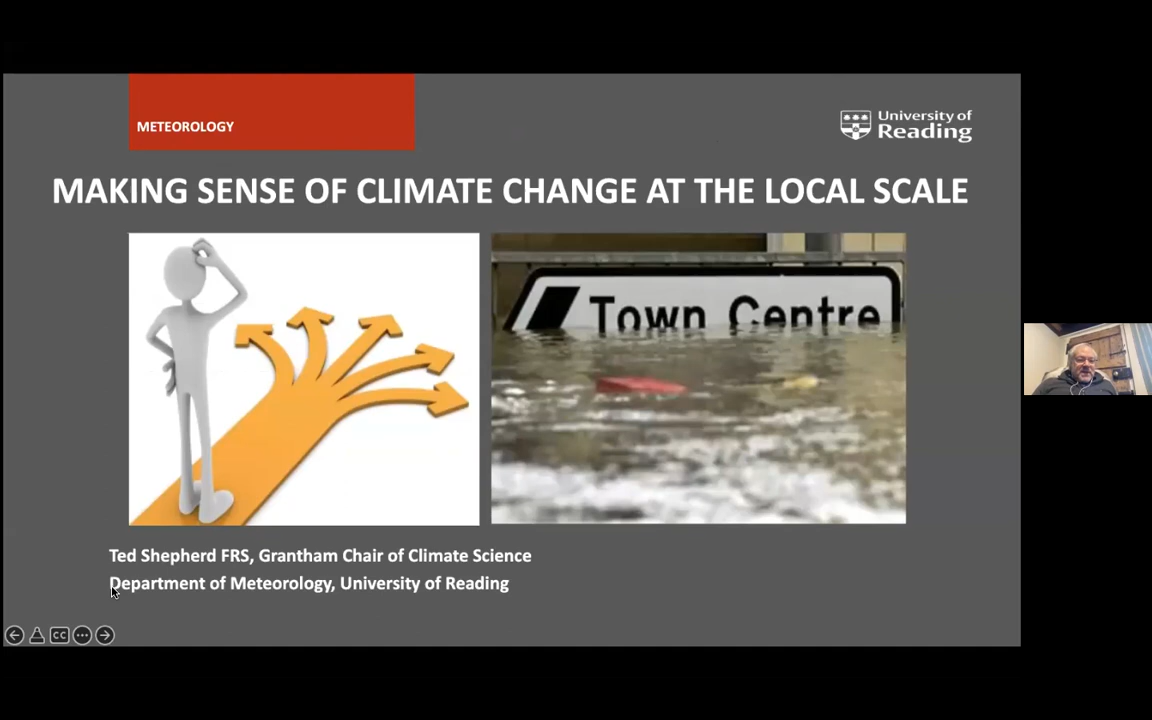 METEOROLOGY
University of
Reading
MAKING SENSE OF CLIMATE CHANGE AT THE LOCAL SCALE
Town Centre
Ted Shepherd FRS, Grantham Chair of Climate Science
Department of Meteorology, University of Reading
CC